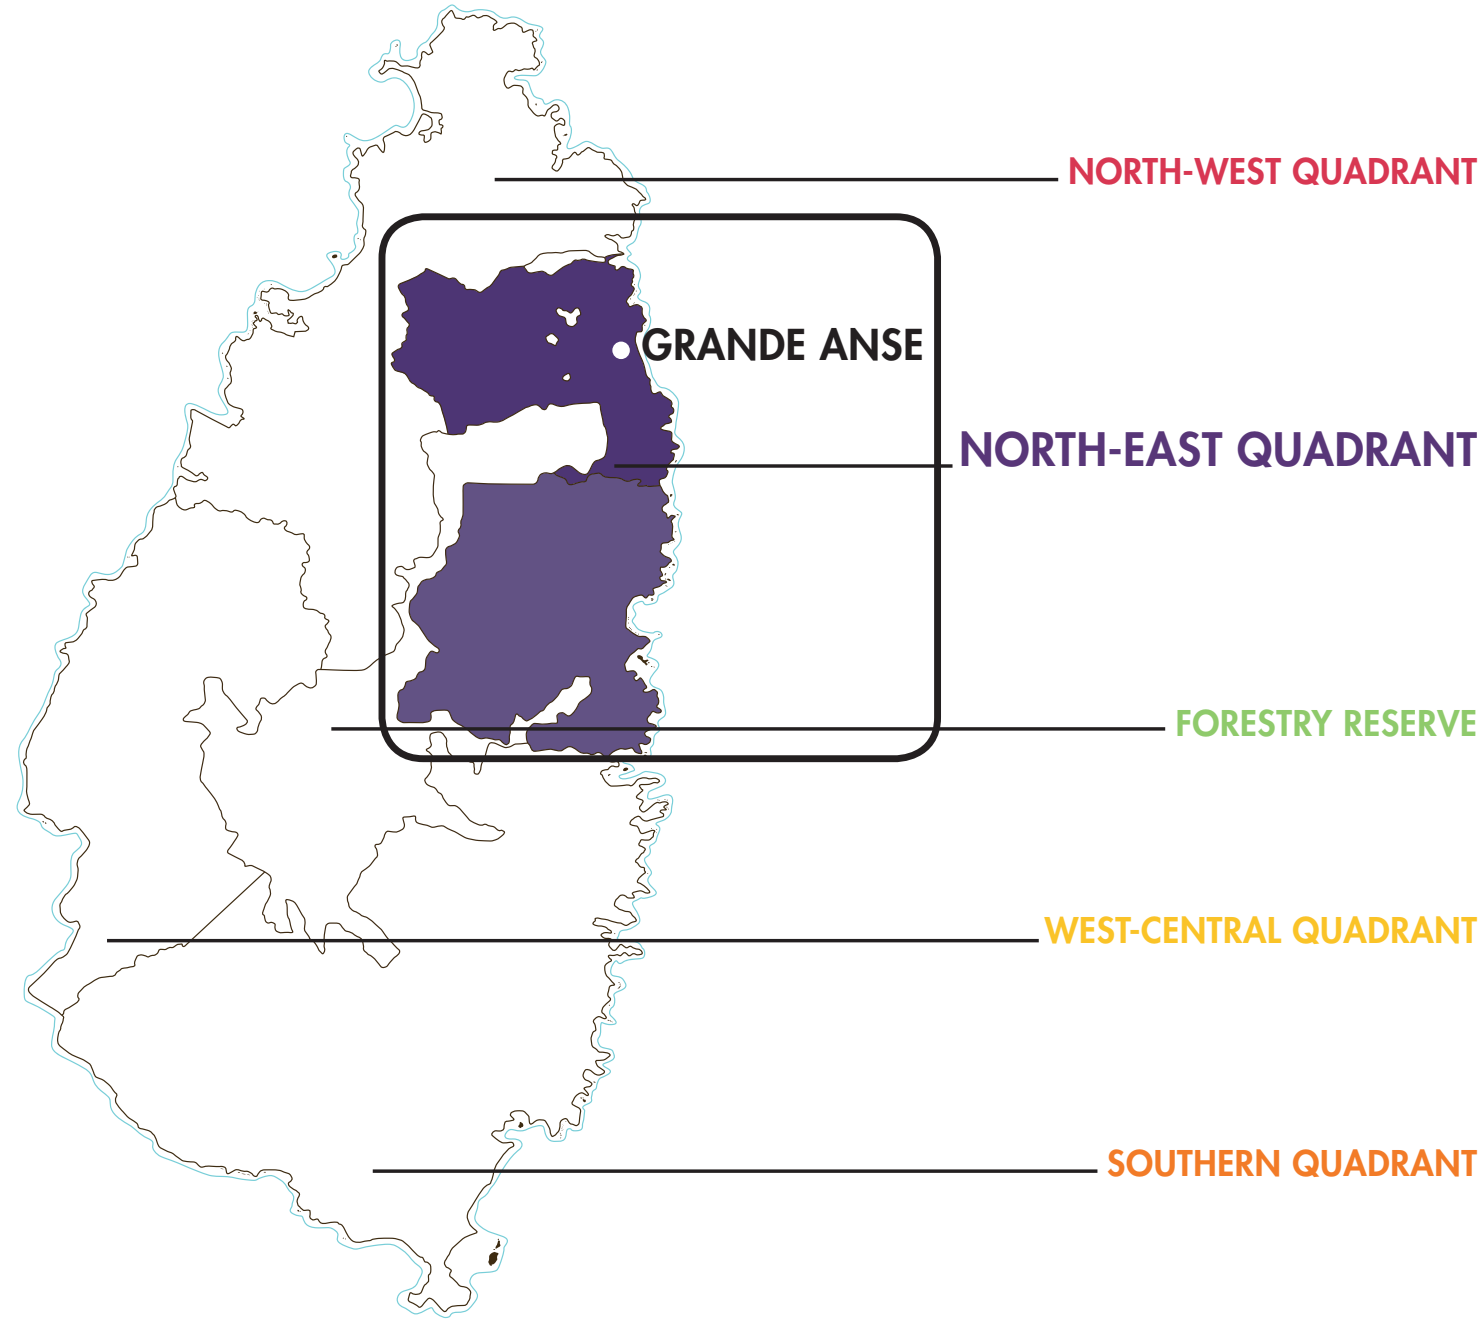 NORTH-WEST QUADRANT
GRANDE ANSE
NORTH-EAST QUADRANT
FORESTRY RESERVE
WEST-CENTRAL QUADRANT
SOUTHERN QUADRANT